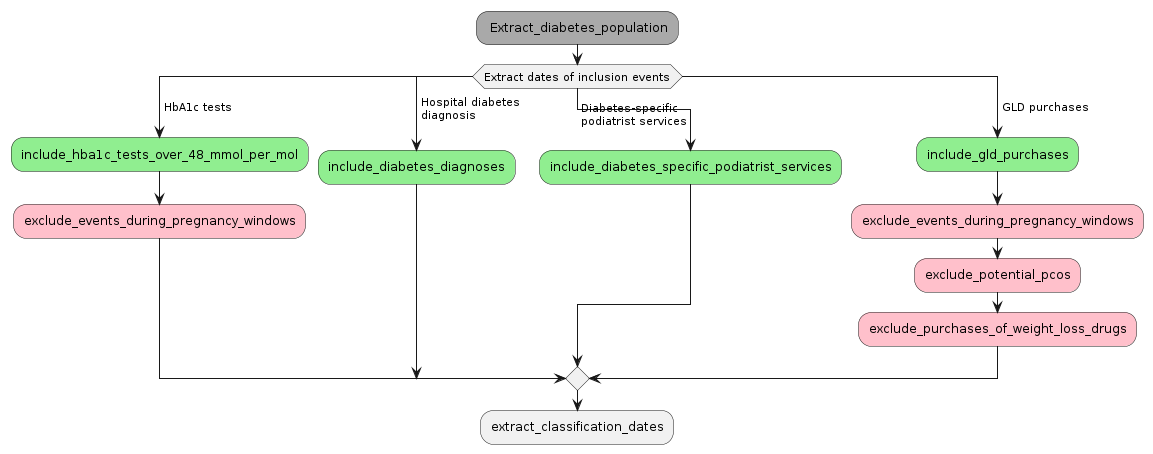 Extract_diabetes_population
Extract dates of inclusion events
HbA1c tests
Hospital diabetes
diagnosis
Diabetes-specific
podiatrist services
GLD purchases
include_hba1c_tests_over_48_mmol_per_mol
include_diabetes_diagnoses
include_diabetes_specific_podiatrist_services
include_gld_purchases
exclude_events_during_pregnancy_windows
exclude_events_during_pregnancy_windows
exclude_potential_pcos
exclude_purchases_of_weight_loss_drugs
extract_classification_dates